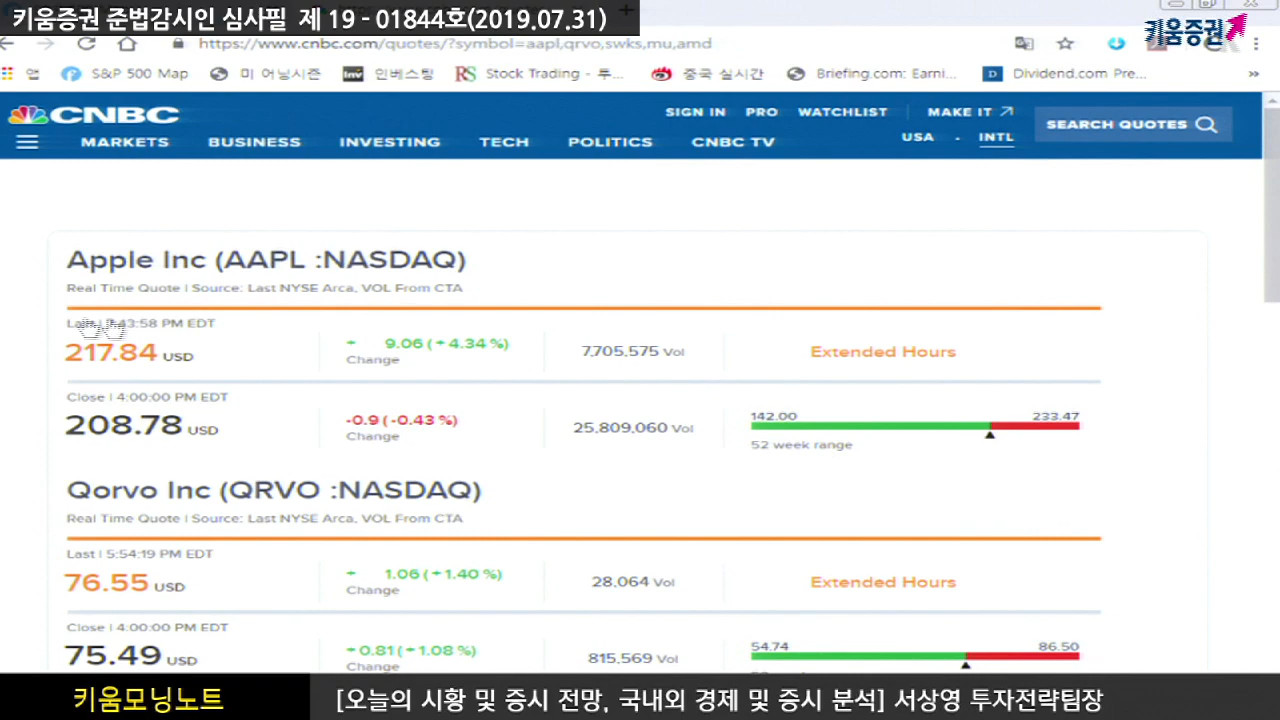 키움증권 준법감시인 심사필 제 19 - 01844호(2019.07.31)
키움증권
https://www.cnbc.com/quotes/?symbol=aapl,qrvo,swks,mu,amd
앱 S&P 500 Map 미 어닝시즌 Inv 인베스팅 RS Stock Trading - 투... 중국 실시간 Briefing.com: Earni... D Dividend.com Pre... »
CNBC SIGN IN PRO WATCHLIST MAKE IT SEARCH QUOTES
USA - INTL
MARKETS BUSINESS INVESTING TECH POLITICS CNBC TV
Apple Inc (AAPL :NASDAQ)
Real Time Quote | Source: Last NYSE Arca, VOL From CTA
:43:58 PM EDT
217.84 USD + 9.06 ( +4.34 %) Change 7,705,575 Vol Extended Hours
Close | 4:00:00 PM EDT
208.78 USD -0.9 ( -0.43 %) Change 25,809,060 Vol 142.00 233.47
52 week range
Qorvo Inc (QRVO :NASDAQ)
Real Time Quote | Source: Last NYSE Arca, VOL From CTA
Last | 5:54:19 PM EDT
76.55 USD + 1.06 ( +1.40 %) Change 28,064 Vol Extended Hours
Close | 4:00:00 PM EDT
75.49 USD +0.81 ( +1.08 %) Change 815,569 Vol 54.74 86.50
키움모닝노트 [오늘의 시황 및 증시 전망, 국내외 경제 및 증시 분석] 서상영 투자전략팀장